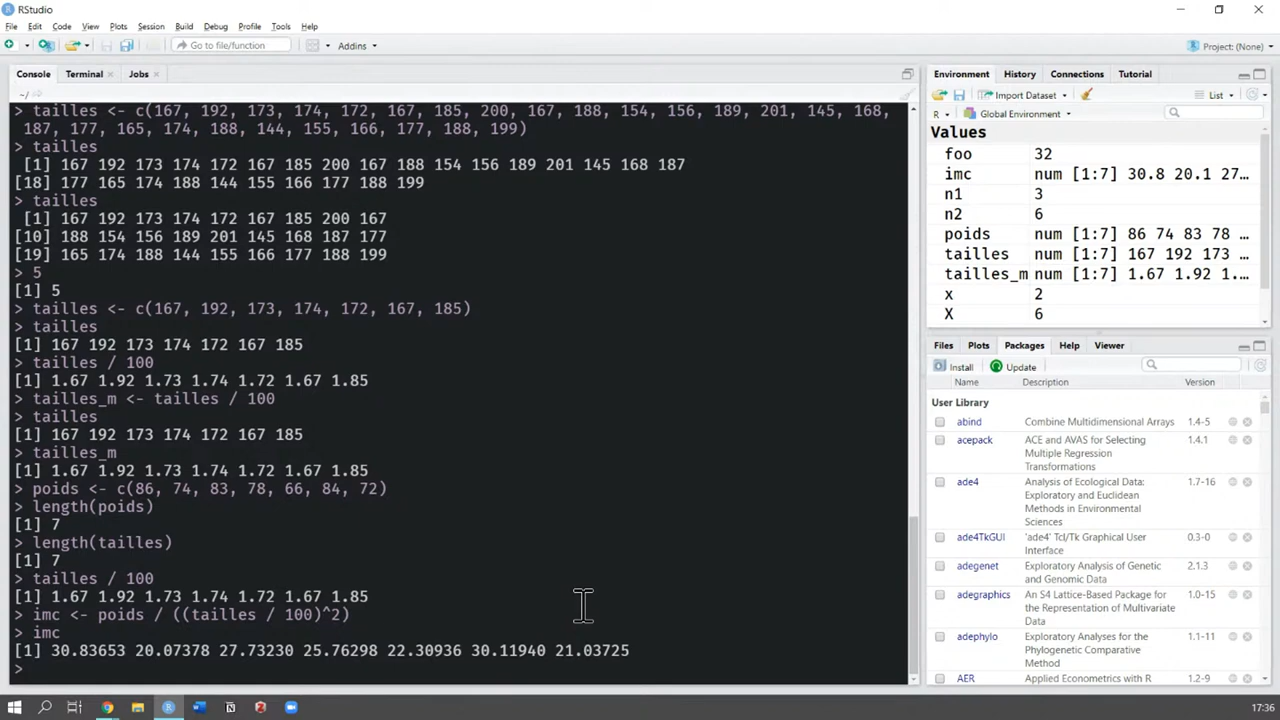 RStudio
File Edit Code View Plots Session Build Debug Profile Tools Help
Go to file/function Addins Project: (None)
Console Terminal Jobs
~/
> tailles <- c(167, 192, 173, 174, 172, 167, 185, 200, 167, 188, 154, 156, 189, 201, 145, 168,
187, 177, 165, 174, 188, 144, 155, 166, 177, 188, 199)
> tailles
[1] 167 192 173 174 172 167 185 200 167 188 154 156 189 201 145 168 187
[18] 177 165 174 188 144 155 166 177 188 199
> tailles
[1] 167 192 173 174 172 167 185 200 167
[10] 188 154 156 189 201 145 168 187 177
[19] 165 174 188 144 155 166 177 188 199
> 5
[1] 5
> tailles <- c(167, 192, 173, 174, 172, 167, 185)
> tailles
[1] 167 192 173 174 172 167 185
> tailles / 100
[1] 1.67 1.92 1.73 1.74 1.72 1.67 1.85
> tailles_m <- tailles / 100
> tailles
[1] 167 192 173 174 172 167 185
> tailles_m
[1] 1.67 1.92 1.73 1.74 1.72 1.67 1.85
> poids <- c(86, 74, 83, 78, 66, 84, 72)
> length(poids)
[1] 7
> length(tailles)
[1] 7
> tailles / 100
[1] 1.67 1.92 1.73 1.74 1.72 1.67 1.85
> imc <- poids / ((tailles / 100)^2)
> imc
[1] 30.83653 20.07378 27.73230 25.76298 22.30936 30.11940 21.03725
>
Environment History Connections Tutorial
Import Dataset List
R Global Environment
Values
foo 32
imc num [1:7] 30.8 20.1 27…
n1 3
n2 6
poids num [1:7] 86 74 83 78 …
tailles num [1:7] 167 192 173 …
tailles_m num [1:7] 1.67 1.92 1.…
x 2
X 6
Files Plots Packages Help Viewer
Install Update
Name Description Version
User Library
abind Combine Multidimensional Arrays 1.4-5
acepack ACE and AVAS for Selecting 1.4.1
Multiple Regression
Transformations
ade4 Analysis of Ecological Data: 1.7-16
Exploratory and Euclidean
Methods in Environmental
Sciences
ade4TkGUI 'ade4' Tcl/Tk Graphical User 0.3-0
Interface
adegenet Exploratory Analysis of Genetic 2.1.3
and Genomic Data
adegraphics An S4 Lattice-Based Package for 1.0-15
the Representation of Multivariate
Data
adephylo Exploratory Analyses for the 1.1-11
Phylogenetic Comparative
Method
AER Applied Econometrics with R 1.2-9
17:36